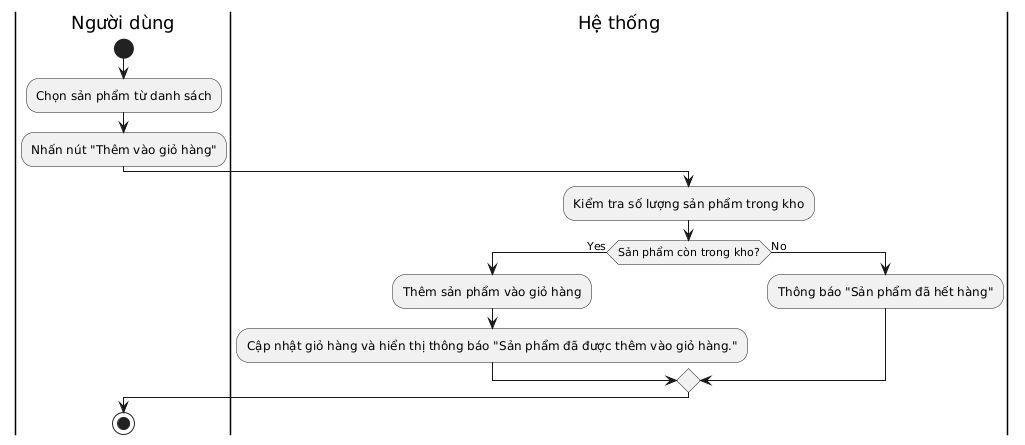 Người dùng
Hệ thống
Chọn sản phẩm từ danh sách
Nhấn nút "Thêm vào giỏ hàng"
Kiểm tra số lượng sản phẩm trong kho
Yes
Sản phẩm còn trong kho?
No
Thêm sản phẩm vào giỏ hàng
Thông báo "Sản phẩm đã hết hàng"
Cập nhật giỏ hàng và hiển thị thông báo "Sản phẩm đã được thêm vào giỏ hàng."